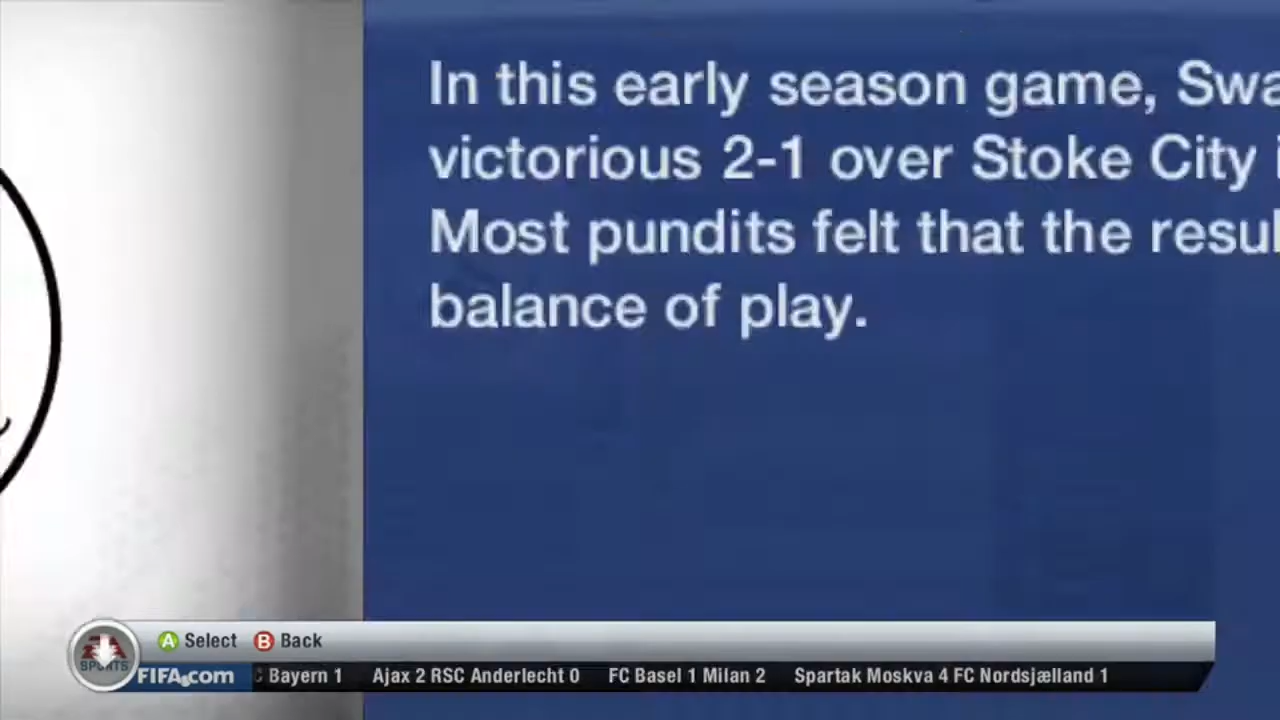 In this early season game, Swa
victorious 2-1 over Stoke City i
Most pundits felt that the resul
balance of play.
A Select B Back
EA SPORTS
FIFA.com Bayern 1 Ajax 2 RSC Anderlecht 0 FC Basel 1 Milan 2 Spartak Moskva 4 FC Nordsjælland 1